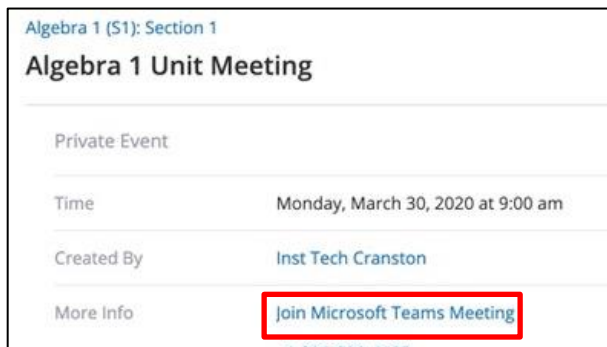 Algebra 1 (S1): Section 1
Algebra 1 Unit Meeting
Private Event
Time Monday, March 30, 2020 at 9:00 am
Created By Inst Tech Cranston
More Info Join Microsoft Teams Meeting